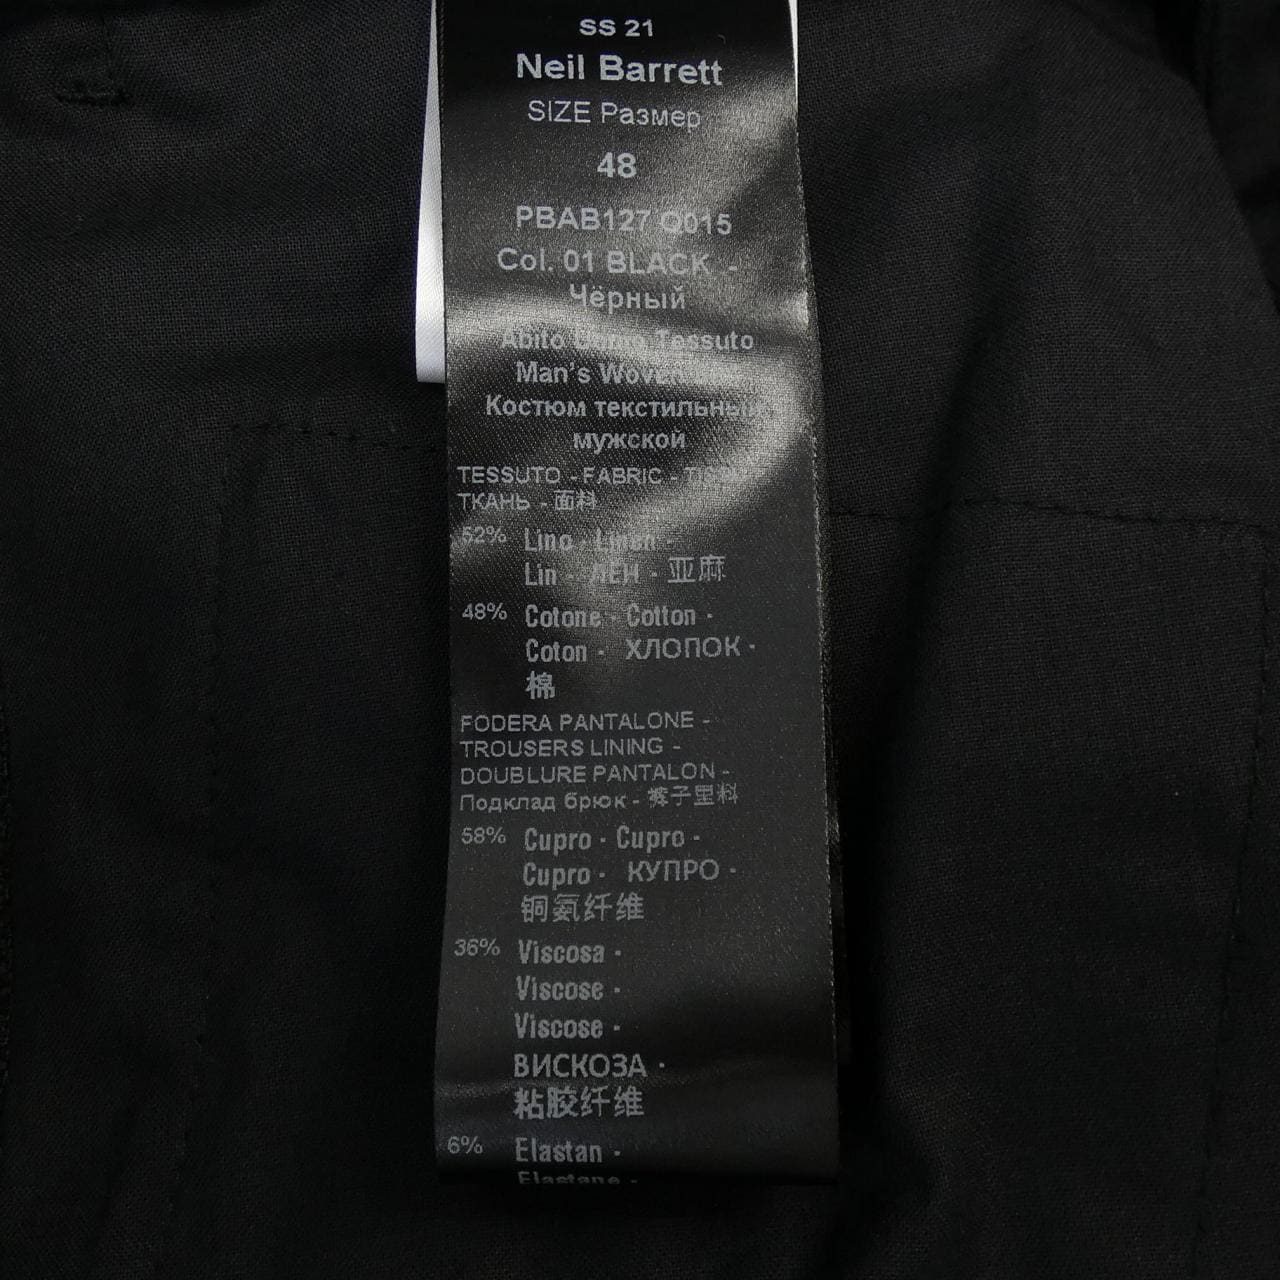 SS 21
Neil Barrett
SIZE Размер
48
PBAB127 Q015
Col. 01 BLACK -
Чёрный
Abito Uomo Tessuto
Man's
Костюм текстильный
мужской
TESSUTO - FABRIC -
ТКАНЬ - 面料
52% Lino - Linen -
Lin - ЛЕН - 亚麻
48% Cotone - Cotton -
Coton - ХЛОПОК -
棉
FODERA PANTALONE -
TROUSERS LINING -
DOUBLURE PANTALON -
Подклад брюк - 裤子里料
58% Cupro - Cupro -
Cupro - КУПРО -
铜氨纤维
36% Viscosa -
Viscose -
Viscose -
ВИСКОЗА -
粘胶纤维
6% Elastan -
Elastane -